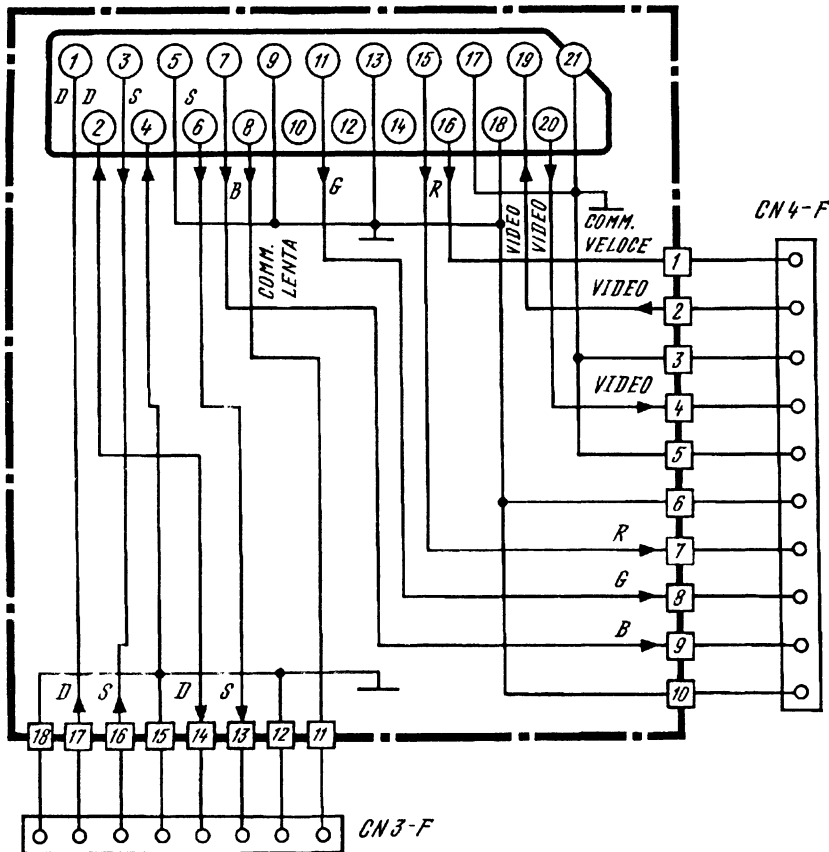 1 3 5 7 9 11 13 15 17 19 21
D D S S
2 4 6 8 10 12 14 16 18 20
B G R
COMM. LENTA
VIDEO
VIDEO
COMM. VELOCE
CN4-F
1
VIDEO 2
3
VIDEO 4
5
6
R 7
G 8
B 9
10
D S D S
18 17 16 15 14 13 12 11
CN3-F